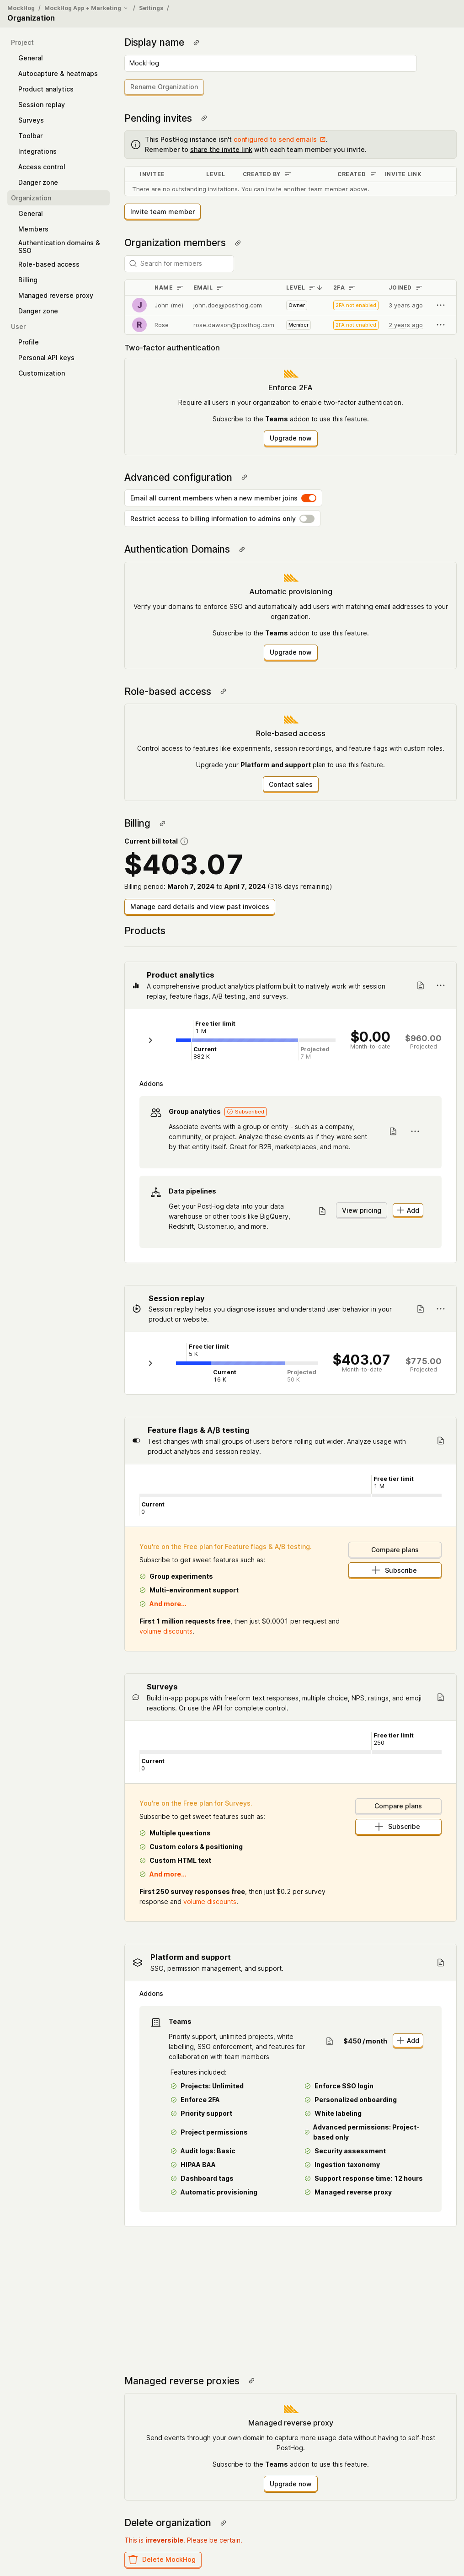 MockHog / MockHog App + Marketing / Settings /
Organization
Project
General
Autocapture & heatmaps
Product analytics
Session replay
Surveys
Toolbar
Integrations
Access control
Danger zone
Organization
General
Members
Authentication domains &
SSO
Role-based access
Billing
Managed reverse proxy
Danger zone
User
Profile
Personal API keys
Customization
Display name
MockHog
Rename Organization
Pending invites
This PostHog instance isn't configured to send emails.
Remember to share the invite link with each team member you invite.
INVITEE LEVEL CREATED BY CREATED INVITE LINK
There are no outstanding invitations. You can invite another team member above.
Invite team member
Organization members
Search for members
NAME EMAIL LEVEL 2FA JOINED
J John (me) john.doe@posthog.com Owner 2FA not enabled 3 years ago
R Rose rose.dawson@posthog.com Member 2FA not enabled 2 years ago
Two-factor authentication
Enforce 2FA
Require all users in your organization to enable two-factor authentication.
Subscribe to the Teams addon to use this feature.
Upgrade now
Advanced configuration
Email all current members when a new member joins
Restrict access to billing information to admins only
Authentication Domains
Automatic provisioning
Verify your domains to enforce SSO and automatically add users with matching email addresses to your
organization.
Subscribe to the Teams addon to use this feature.
Upgrade now
Role-based access
Role-based access
Control access to features like experiments, session recordings, and feature flags with custom roles.
Upgrade your Platform and support plan to use this feature.
Contact sales
Billing
Current bill total
$403.07
Billing period: March 7, 2024 to April 7, 2024 (318 days remaining)
Manage card details and view past invoices
Products
Product analytics
A comprehensive product analytics platform built to natively work with session
replay, feature flags, A/B testing, and surveys.
Free tier limit
1 M
Current
882 K
Projected
7 M
$0.00
Month-to-date
$960.00
Projected
Addons
Group analytics Subscribed
Associate events with a group or entity - such as a company,
community, or project. Analyze these events as if they were sent
by that entity itself. Great for B2B, marketplaces, and more.
Data pipelines
Get your PostHog data into your data
warehouse or other tools like BigQuery,
Redshift, Customer.io, and more.
View pricing
Add
Session replay
Session replay helps you diagnose issues and understand user behavior in your
product or website.
Free tier limit
5 K
Current
16 K
Projected
50 K
$403.07
Month-to-date
$775.00
Projected
Feature flags & A/B testing
Test changes with small groups of users before rolling out wider. Analyze usage with
product analytics and session replay.
Free tier limit
1 M
Current
0
You're on the Free plan for Feature flags & A/B testing.
Subscribe to get sweet features such as:
Group experiments
Multi-environment support
And more...
First 1 million requests free, then just $0.0001 per request and
volume discounts.
Compare plans
Subscribe
Surveys
Build in-app popups with freeform text responses, multiple choice, NPS, ratings, and emoji
reactions. Or use the API for complete control.
Free tier limit
250
Current
0
You're on the Free plan for Surveys.
Subscribe to get sweet features such as:
Multiple questions
Custom colors & positioning
Custom HTML text
And more...
First 250 survey responses free, then just $0.2 per survey
response and volume discounts.
Compare plans
Subscribe
Platform and support
SSO, permission management, and support.
Addons
Teams
Priority support, unlimited projects, white
labelling, SSO enforcement, and features for
collaboration with team members
$450/month
Add
Features included:
Projects: Unlimited
Enforce SSO login
Enforce 2FA
Personalized onboarding
Priority support
White labeling
Project permissions
Advanced permissions: Project-
based only
Audit logs: Basic
Security assessment
HIPAA BAA
Ingestion taxonomy
Dashboard tags
Support response time: 12 hours
Automatic provisioning
Managed reverse proxy
Managed reverse proxies
Managed reverse proxy
Send events through your own domain to capture more usage data without having to self-host
PostHog.
Subscribe to the Teams addon to use this feature.
Upgrade now
Delete organization
This is irreversible. Please be certain.
Delete MockHog